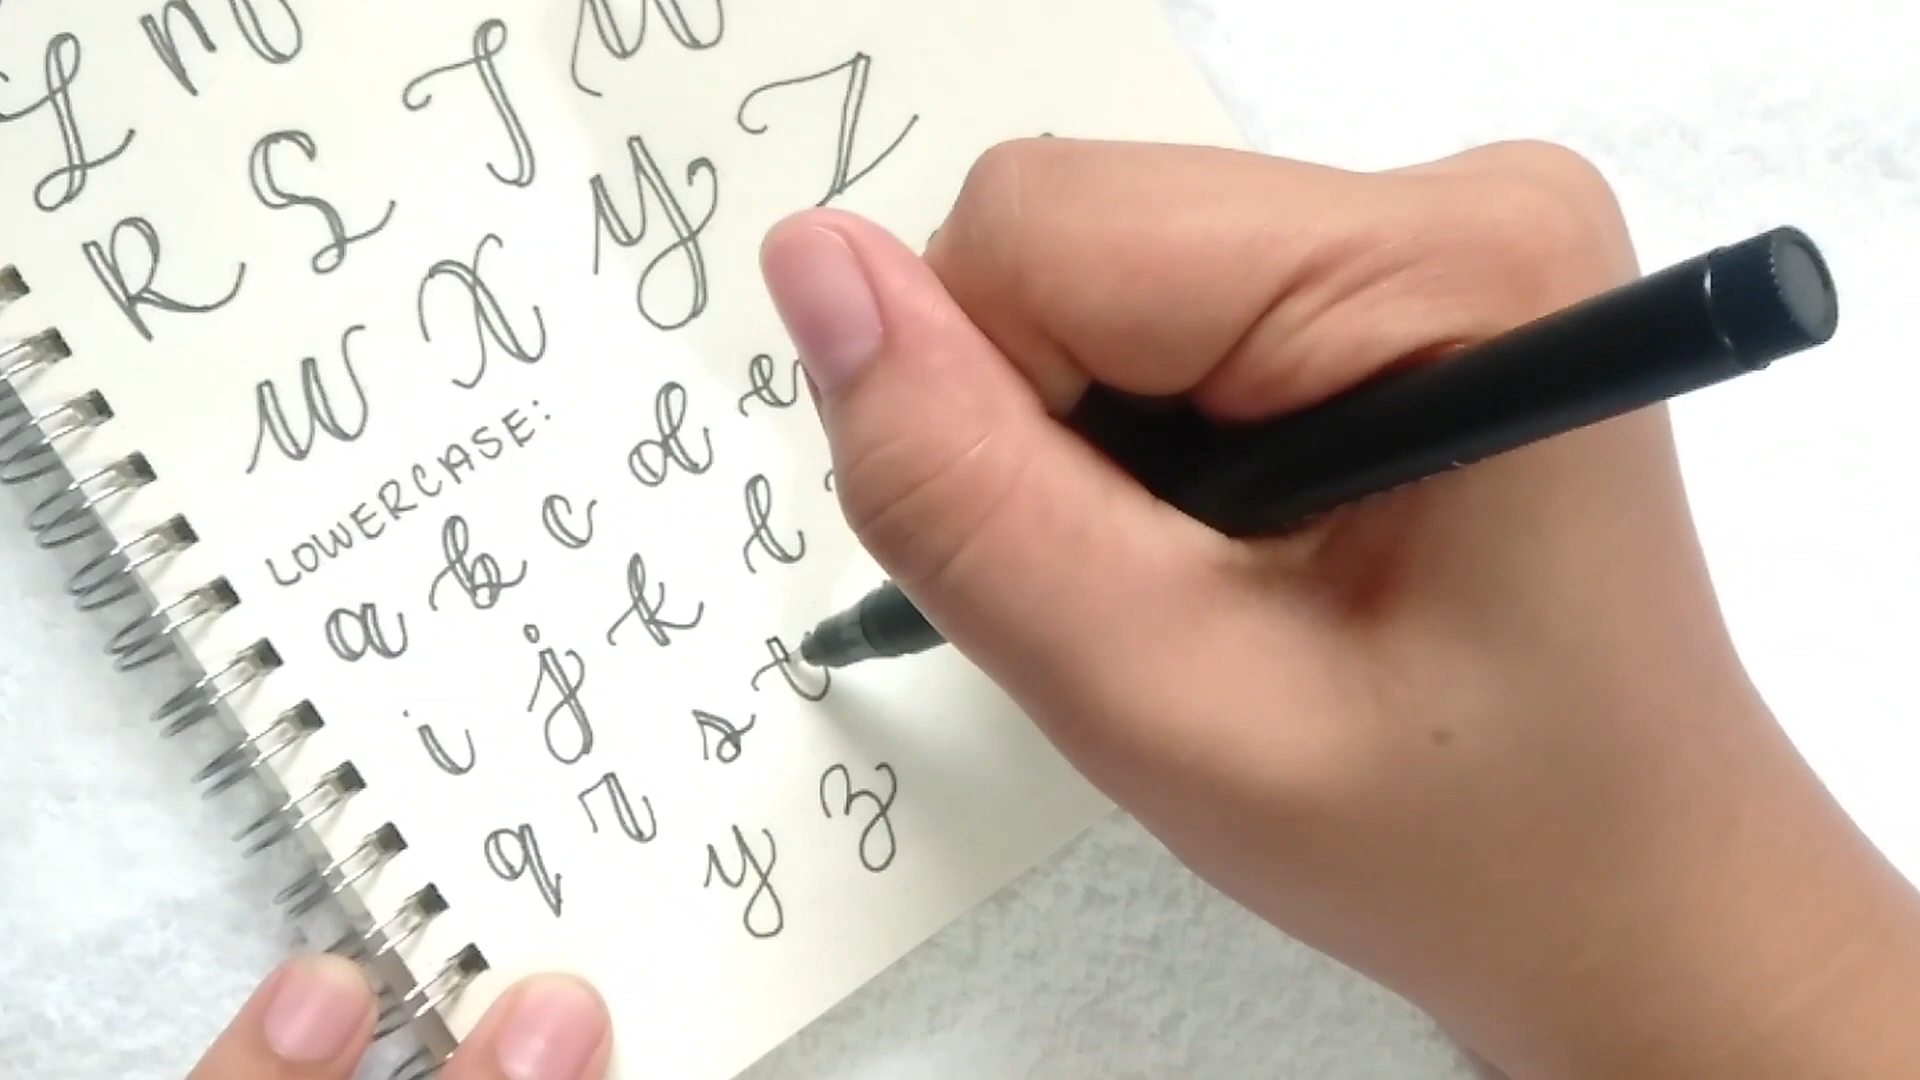 L M
R S T U
W X Y Z
LOWERCASE:
a b c d e
i j k l
q r s t
y z